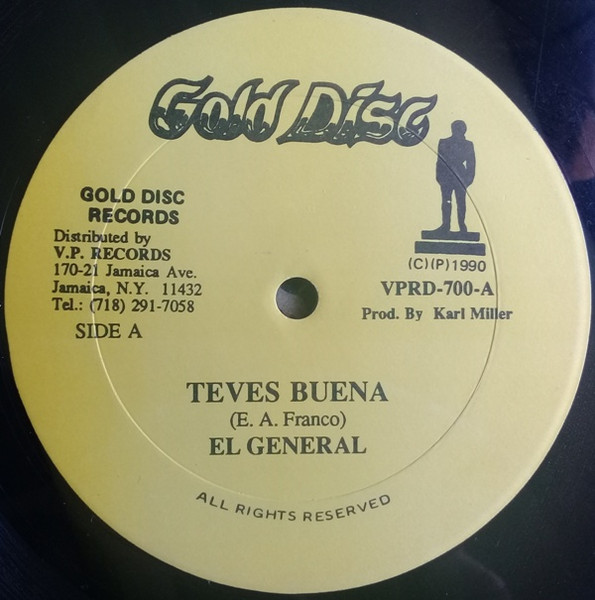 Gold Disc
GOLD DISC
RECORDS
Distributed by
V.P. RECORDS
170-21 Jamaica Ave.
Jamaica, N.Y. 11432
Tel.: (718) 291-7058
SIDE A
(C)(P)1990
VPRD-700-A
Prod. By Karl Miller
TEVES BUENA
(E. A. Franco)
EL GENERAL
ALL RIGHTS RESERVED